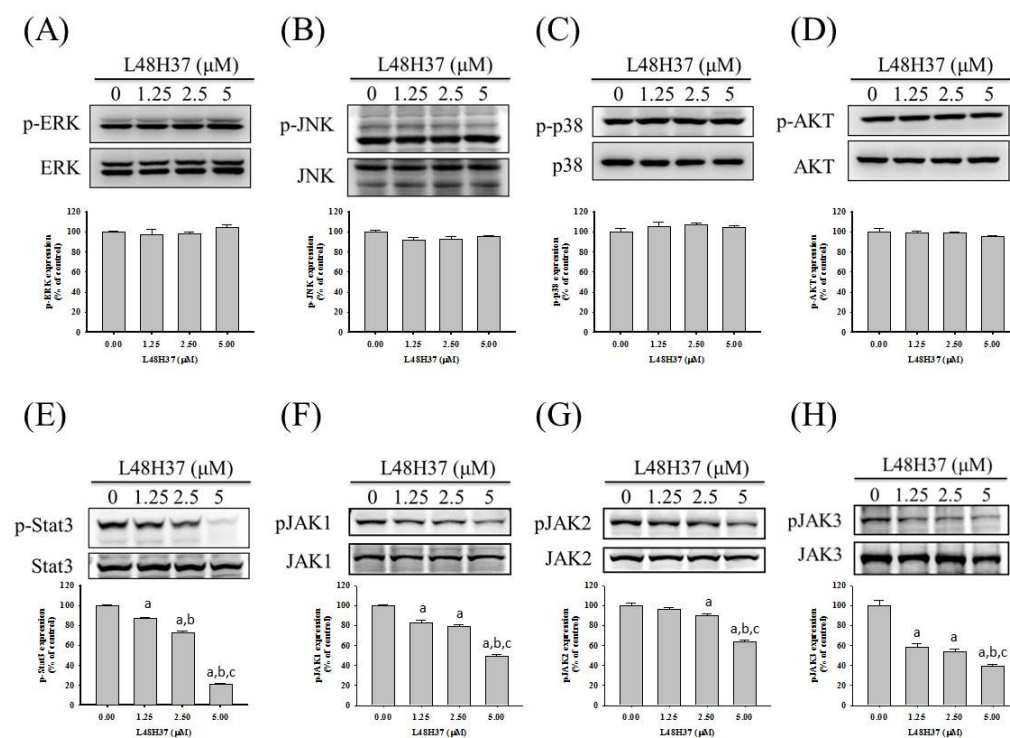 (A) (B) (C) (D)
L48H37 (μM) L48H37 (μM) L48H37 (μM) L48H37 (μM)
0 1.25 2.5 5 0 1.25 2.5 5 0 1.25 2.5 5 0 1.25 2.5 5
p-ERK p-JNK p-p38 p-AKT
ERK JNK p38 AKT
p-ERK expression
(% of control)
120
100
80
60
40
20
0
0.00 1.25 2.50 5.00
L48H37 (μM)
p-JNK expression
(% of control)
120
100
80
60
40
20
0
0.00 1.25 2.50 5.00
L48H37 (μM)
p-p38 expression
(% of control)
120
100
80
60
40
20
0
0.00 1.25 2.50 5.00
L48H37 (μM)
p-AKT expression
(% of control)
120
100
80
60
40
20
0
0.00 1.25 2.50 5.00
L48H37 (μM)
(E) (F) (G) (H)
L48H37 (μM) L48H37 (μM) L48H37 (μM) L48H37 (μM)
0 1.25 2.5 5 0 1.25 2.5 5 0 1.25 2.5 5 0 1.25 2.5 5
p-Stat3 pJAK1 pJAK2 pJAK3
Stat3 JAK1 JAK2 JAK3
p-Stat3 expression
(% of control)
120
100
80
60
40
20
0
a
a,b
a,b,c
0.00 1.25 2.50 5.00
L48H37 (μM)
pJAK1 expression
(% of control)
120
100
80
60
40
20
0
a
a
a,b,c
0.00 1.25 2.50 5.00
L48H37 (μM)
pJAK2 expression
(% of control)
120
100
80
60
40
20
0
a
a,b,c
0.00 1.25 2.50 5.00
L48H37 (μM)
pJAK3 expression
(% of control)
120
100
80
60
40
20
0
a
a
a,b,c
0.00 1.25 2.50 5.00
L48H37 (μM)